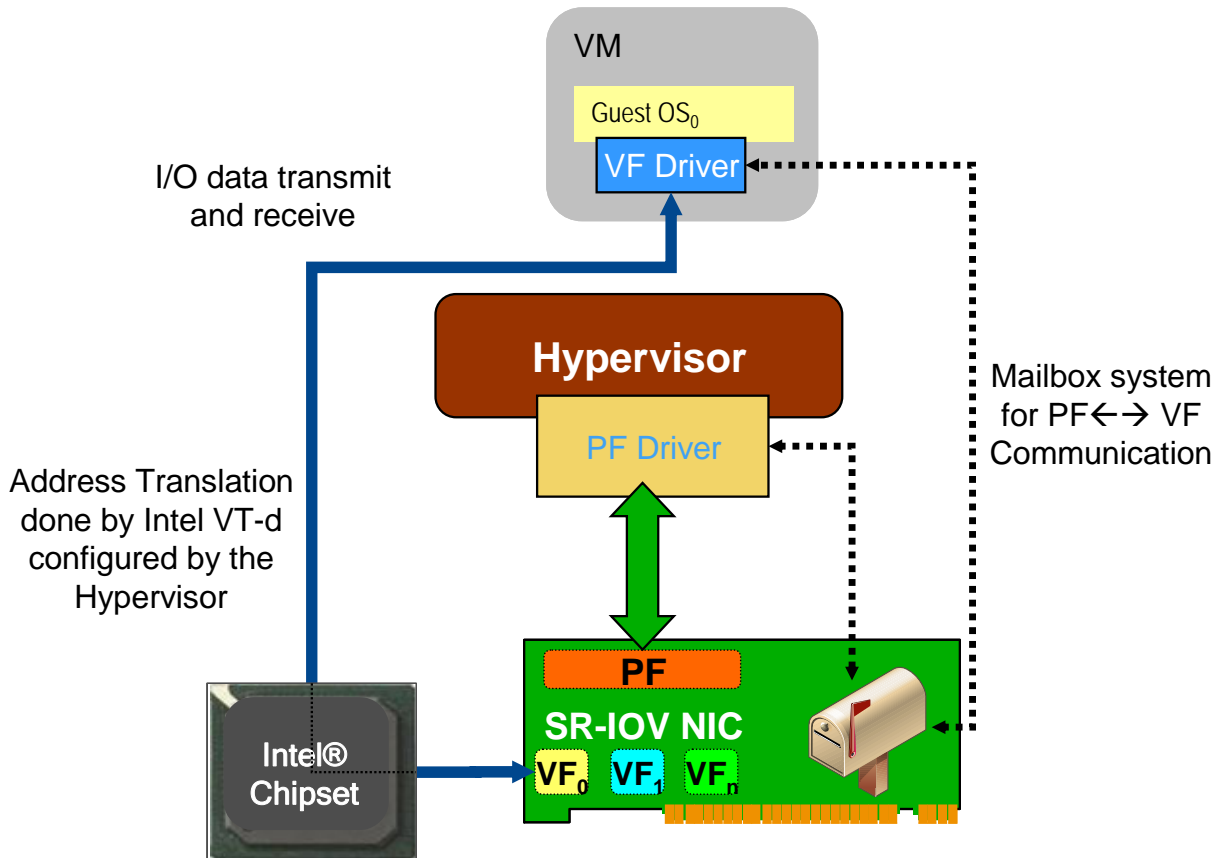 VM
Guest OS₀
VF Driver
I/O data transmit
and receive
Hypervisor
PF Driver
Mailbox system
for PF←→ VF
Communication
Address Translation
done by Intel VT-d
configured by the
Hypervisor
PF
SR-IOV NIC
VF₀
VF₁
VFₙ
Intel®
Chipset